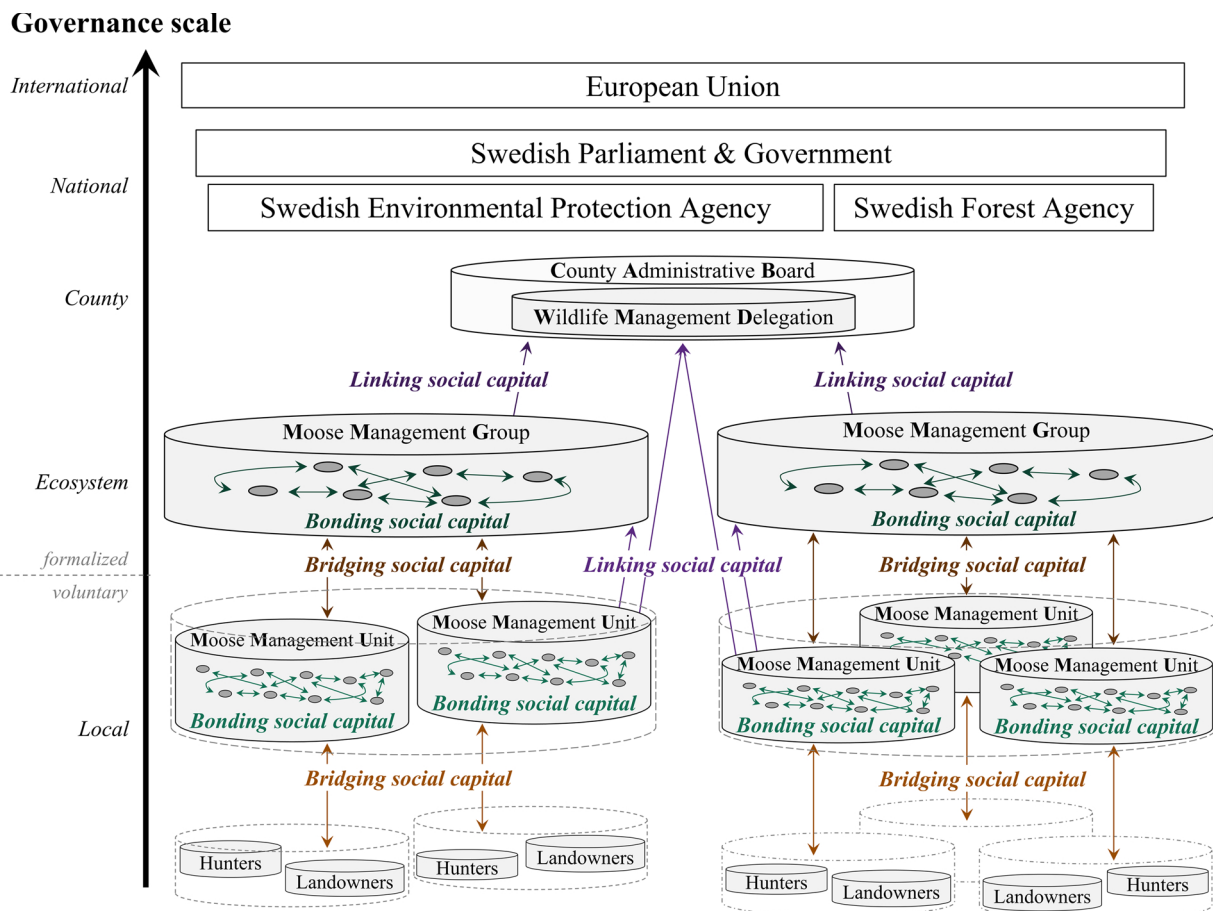 Governance scale
International
European Union
Swedish Parliament & Government
National
Swedish Environmental Protection Agency
Swedish Forest Agency
County Administrative Board
County
Wildlife Management Delegation
Linking social capital
Linking social capital
Moose Management Group
Moose Management Group
Ecosystem
Bonding social capital
Bonding social capital
formalized
Bridging social capital
Linking social capital
Bridging social capital
voluntary
Moose Management Unit
Moose Management Unit
Moose Management Unit
Moose Management Unit
Moose Management Unit
Bonding social capital
Bonding social capital
Bonding social capital
Bonding social capital
Local
Bridging social capital
Bridging social capital
Hunters
Landowners
Hunters
Landowners
Hunters
Landowners
Landowners
Hunters